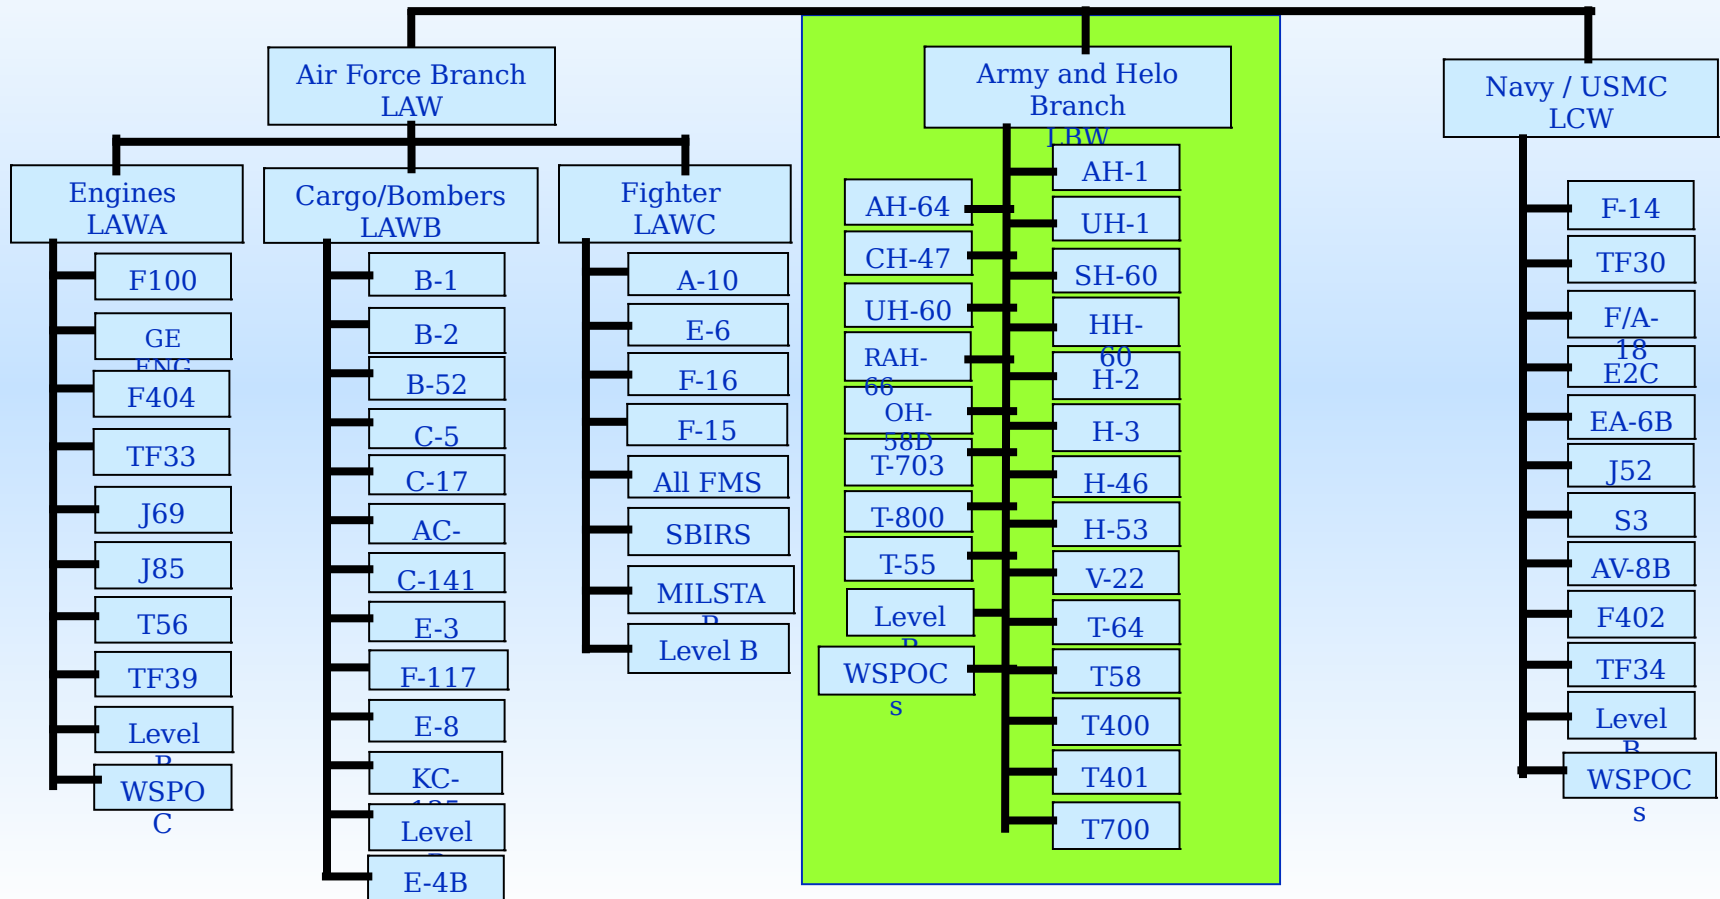 Air Force Branch
LAW
Army and Helo
Branch
LBW
Navy / USMC
LCW
Engines
LAWA
F100
GE
ENG
F404
TF33
J69
J85
T56
TF39
Level
B
WSPO
C
Cargo/Bombers
LAWB
B-1
B-2
B-52
C-5
C-17
AC-
C-141
E-3
F-117
E-8
KC-
135
Level
B
E-4B
Fighter
LAWC
A-10
E-6
F-16
F-15
All FMS
SBIRS
MILSTA
R
Level B
AH-64
CH-47
UH-60
RAH-
66
OH-
58D
T-703
T-800
T-55
Level
B
WSPOC
s
AH-1
UH-1
SH-60
HH-
60
H-2
H-3
H-46
H-53
V-22
T-64
T58
T400
T401
T700
F-14
TF30
F/A-
18
E2C
EA-6B
J52
S3
AV-8B
F402
TF34
Level
B
WSPOC
s